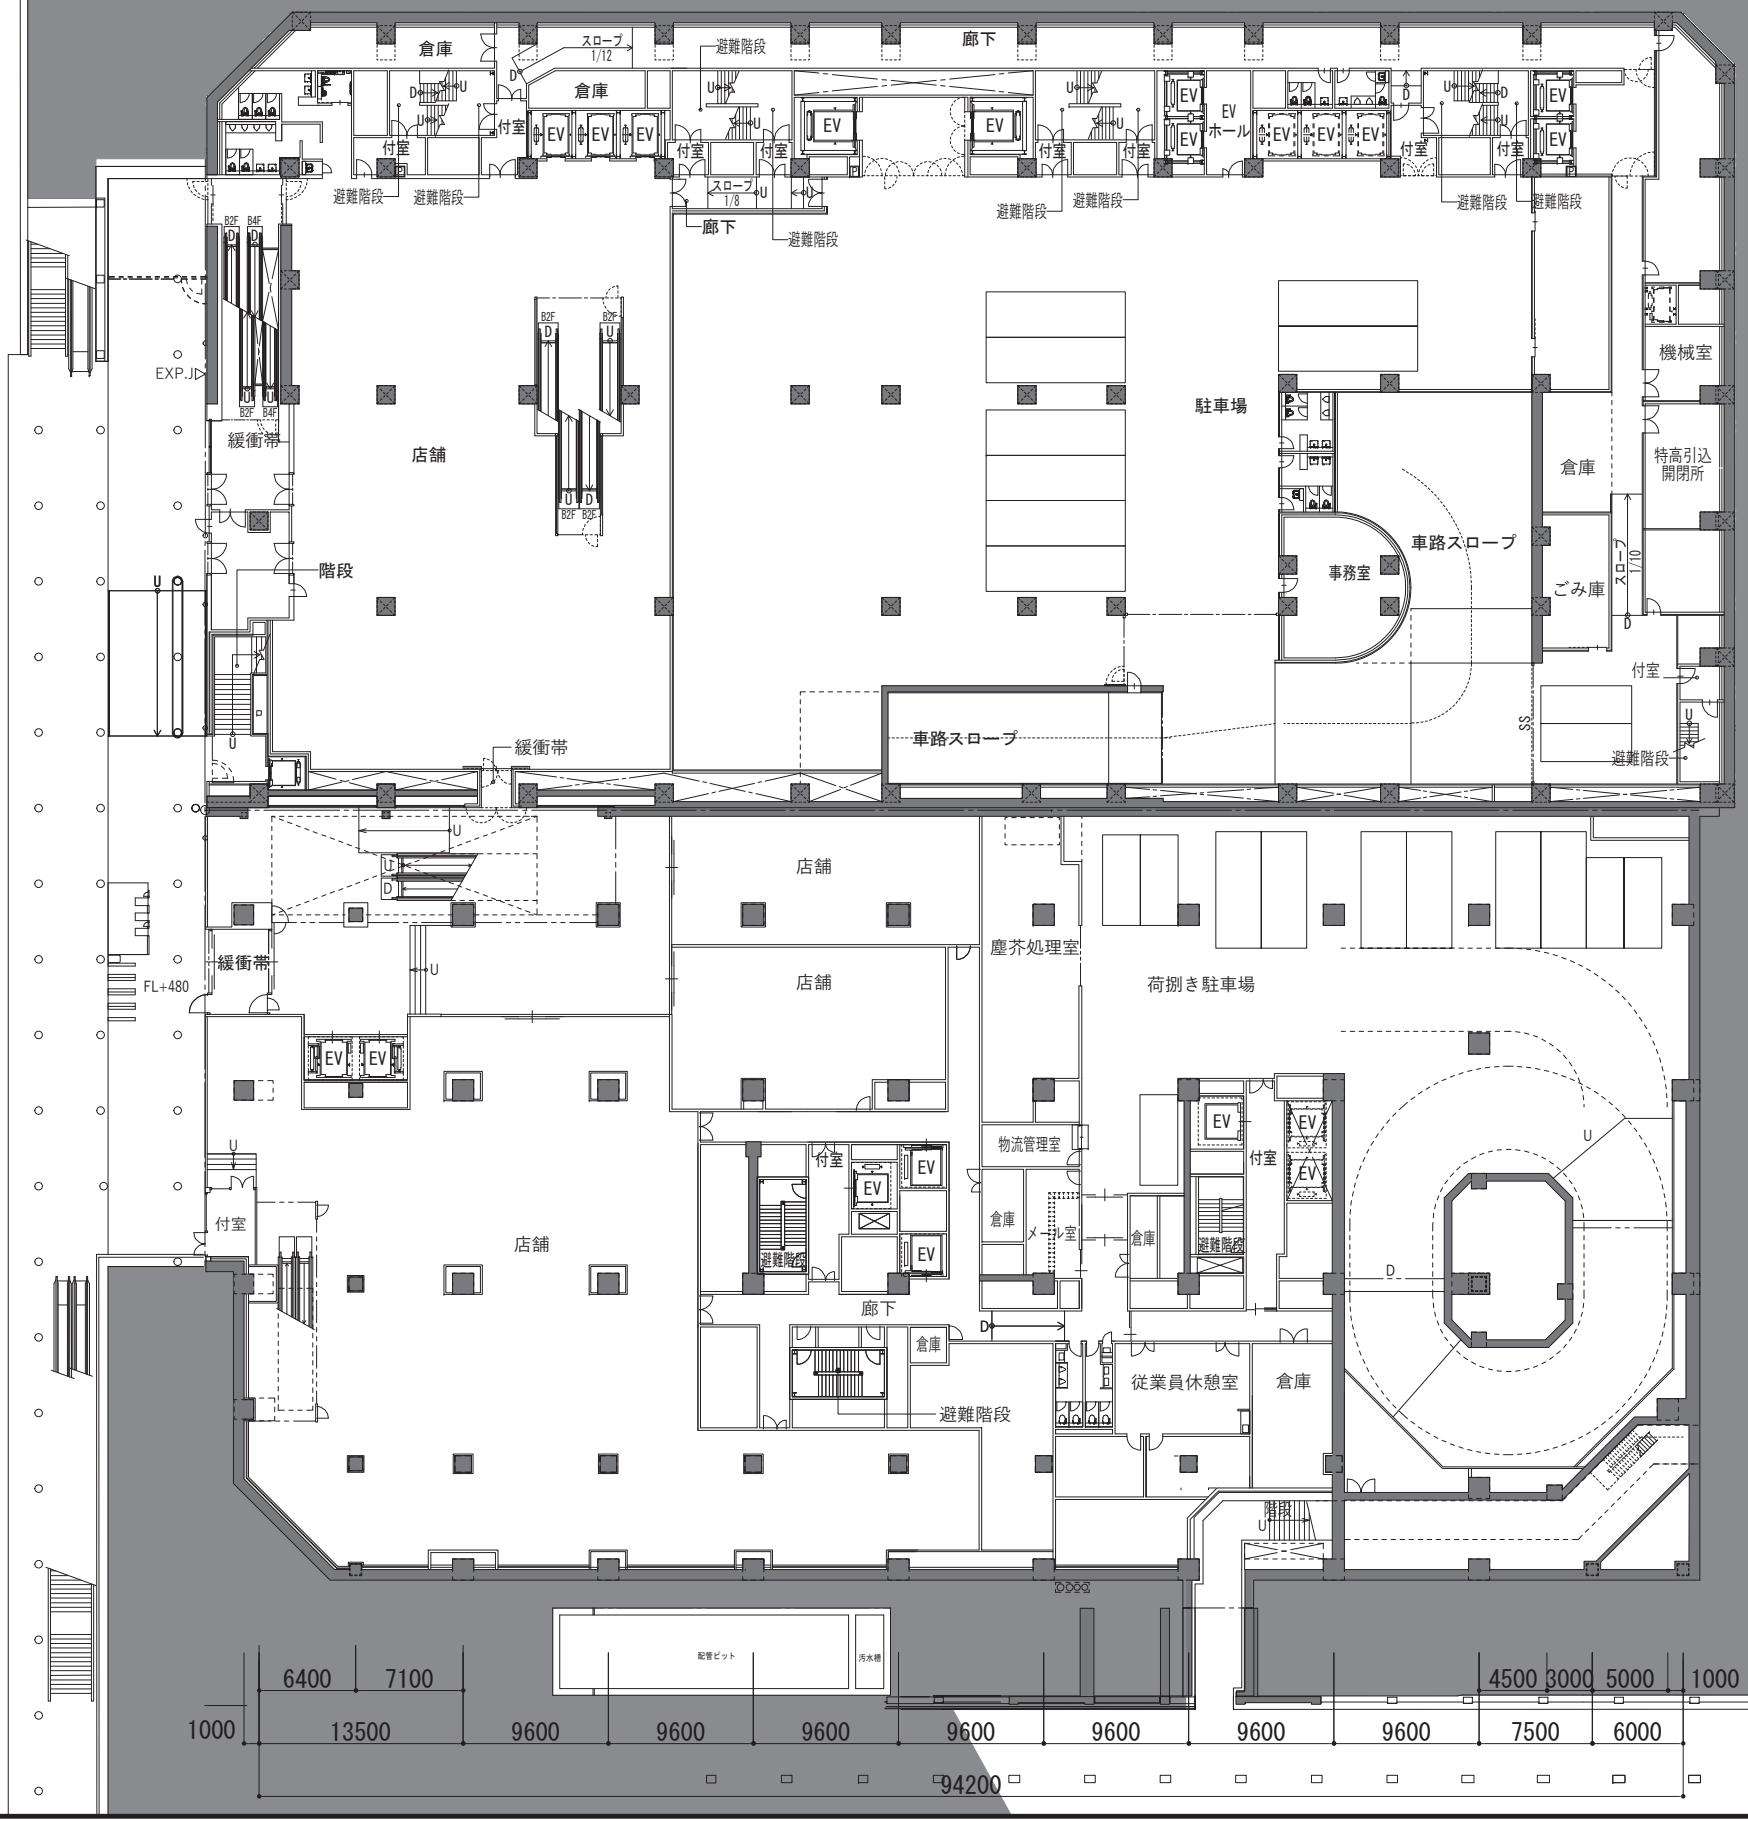 倉庫
スロープ
1/12
避難階段
廊下
D
倉庫
D
U
U
付室
付室
EV
EV
EV
U
U
付室
付室
EV
EV
U
U
付室
付室
EV
EV
EV
ホール
EV
EV
EV
D
U
D
U
付室
付室
EV
EV
避難階段
避難階段
スロープ
1/8
U
U
廊下
避難階段
避難階段
避難階段
避難階段
避難階段
B2F
B4F
D
D
U
U
B2F
B4F
EXP.J
緩衝帯
店舗
B2F
D
B2F
U
U
D
B2F
B2F
駐車場
機械室
倉庫
特高引込
開閉所
車路スロープ
事務室
ごみ庫
スロープ
1/10
D
階段
U
U
付室
U
避難階段
緩衝帯
車路スロープ
SS
U
U
D
店舗
緩衝帯
U
店舗
塵芥処理室
荷捌き駐車場
FL+480
EV
EV
U
付室
店舗
付室
EV
EV
EV
避難階段
廊下
倉庫
避難階段
物流管理室
倉庫
メール室
倉庫
EV
付室
EV
EV
避難階段
U
D
D
従業員休憩室
倉庫
階段
U
配管ピット
汚水槽
6400
7100
4500
3000
5000
1000
1000
13500
9600
9600
9600
9600
9600
9600
9600
7500
6000
94200